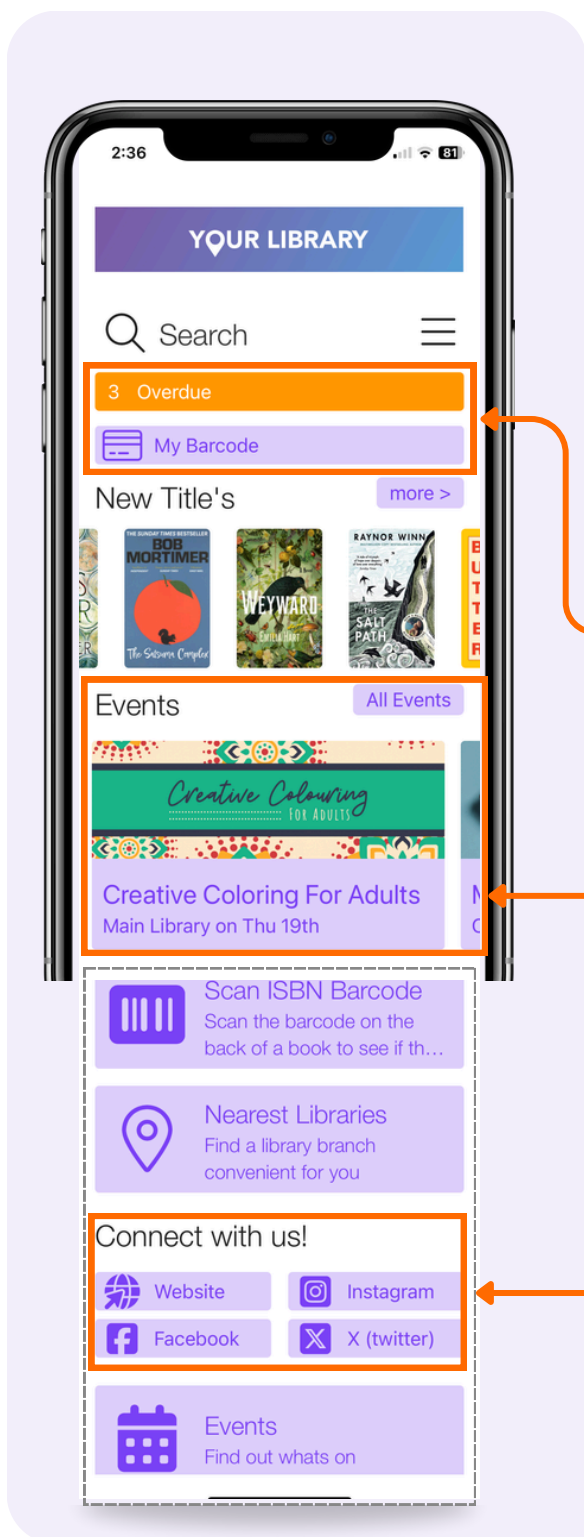 2:36
81
YOUR LIBRARY
Search
3 Overdue
My Barcode
New Title's
more >
THE SUNDAY TIMES BESTSELLER
BOB
MORTIMER
The Satsuma Complex
WEYWARD
EMILIA HART
RAYNOR WINN
THE
SALT
PATH
BUTTER
Events
All Events
Creative Colouring
FOR ADULTS
Creative Coloring For Adults
Main Library on Thu 19th
Scan ISBN Barcode
Scan the barcode on the
back of a book to see if th...
Nearest Libraries
Find a library branch
convenient for you
Connect with us!
Website
Instagram
Facebook
X (twitter)
Events
Find out whats on